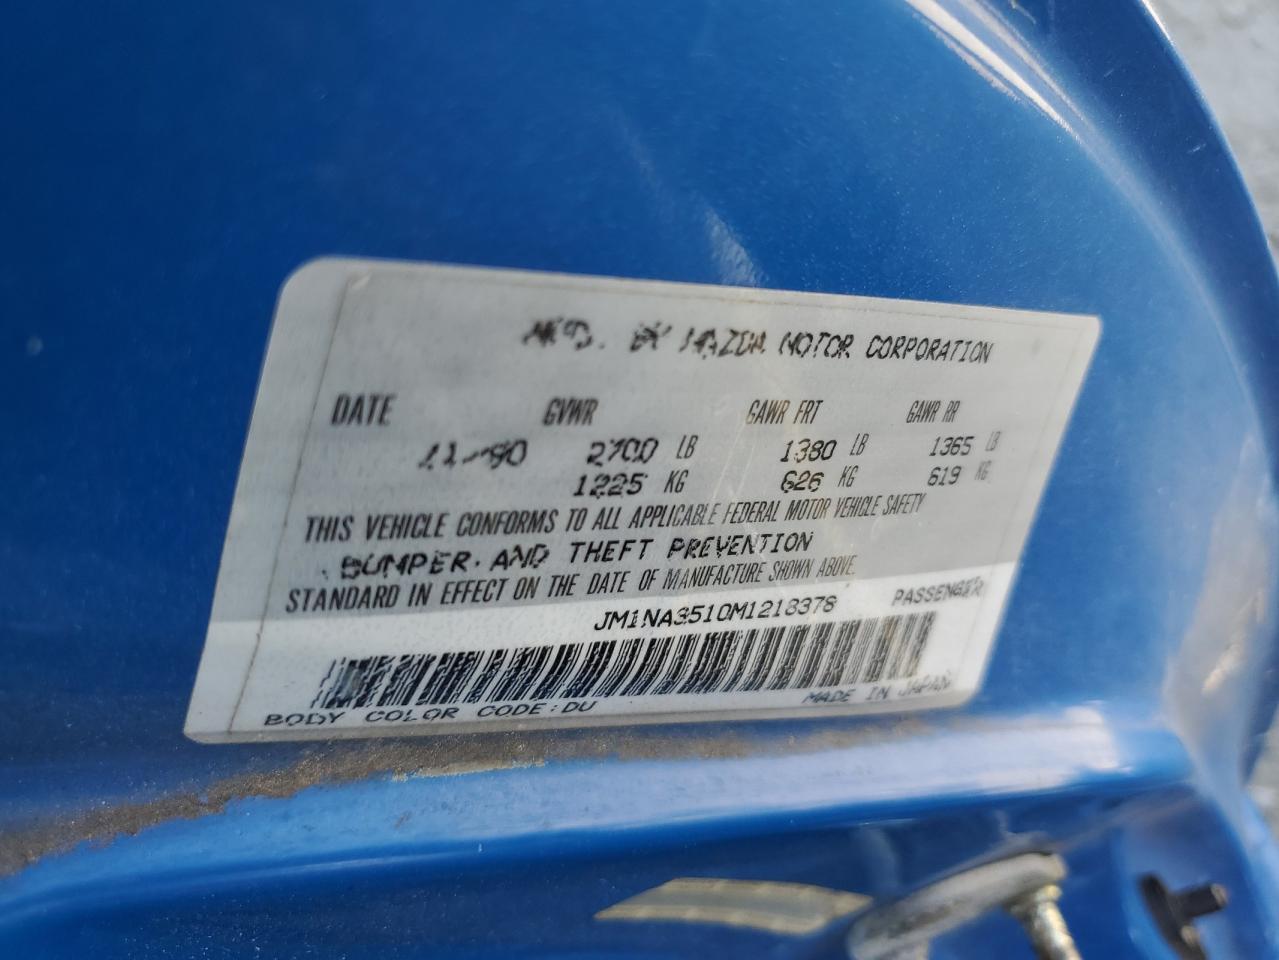 MFD. BY MAZDA MOTOR CORPORATION
DATE GVWR GAWR FRT GAWR RR
11-90 2700 LB 1380 LB 1365 LB
1225 KG 626 KG 619 KG
THIS VEHICLE CONFORMS TO ALL APPLICABLE FEDERAL MOTOR VEHICLE SAFETY
BUMPER. AND THEFT PREVENTION
STANDARD IN EFFECT ON THE DATE OF MANUFACTURE SHOWN ABOVE.
JM1NA3510M1218378 PASSENGER
BODY COLOR CODE:DU MADE IN JAPAN